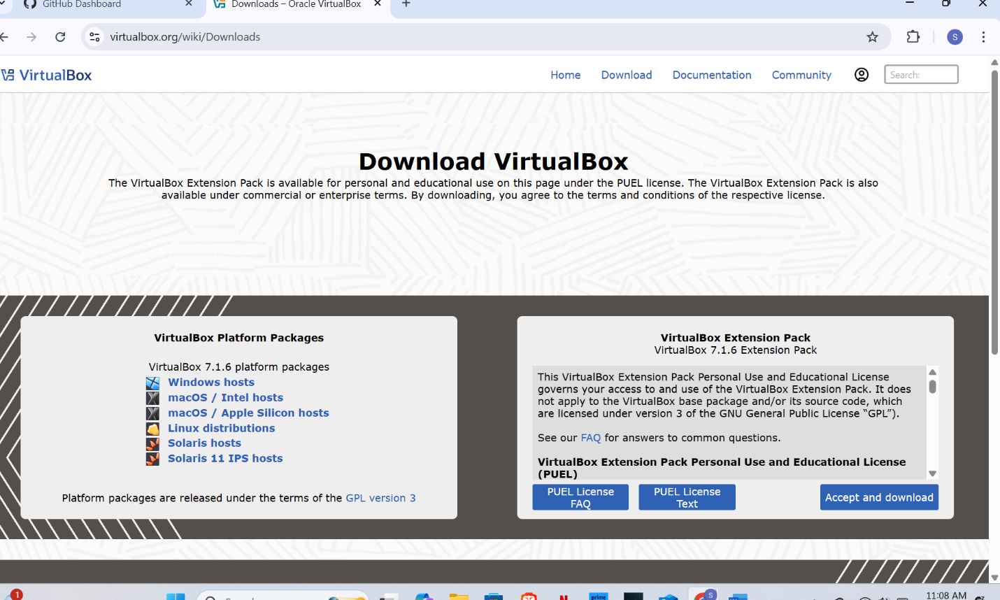 GitHub Dashboard
Downloads – Oracle VirtualBox
virtualbox.org/wiki/Downloads
S
VirtualBox
Home Download Documentation Community
Search:
Download VirtualBox
The VirtualBox Extension Pack is available for personal and educational use on this page under the PUEL license. The VirtualBox Extension Pack is also
available under commercial or enterprise terms. By downloading, you agree to the terms and conditions of the respective license.
VirtualBox Platform Packages
VirtualBox 7.1.6 platform packages
Windows hosts
macOS / Intel hosts
macOS / Apple Silicon hosts
Linux distributions
Solaris hosts
Solaris 11 IPS hosts
Platform packages are released under the terms of the GPL version 3
VirtualBox Extension Pack
VirtualBox 7.1.6 Extension Pack
This VirtualBox Extension Pack Personal Use and Educational License
governs your access to and use of the VirtualBox Extension Pack. It does
not apply to the VirtualBox base package and/or its source code, which
are licensed under version 3 of the GNU General Public License “GPL”).
See our FAQ for answers to common questions.
VirtualBox Extension Pack Personal Use and Educational License
(PUEL)
PUEL License
FAQ
PUEL License
Text
Accept and download
1
prime
S
11:08 AM